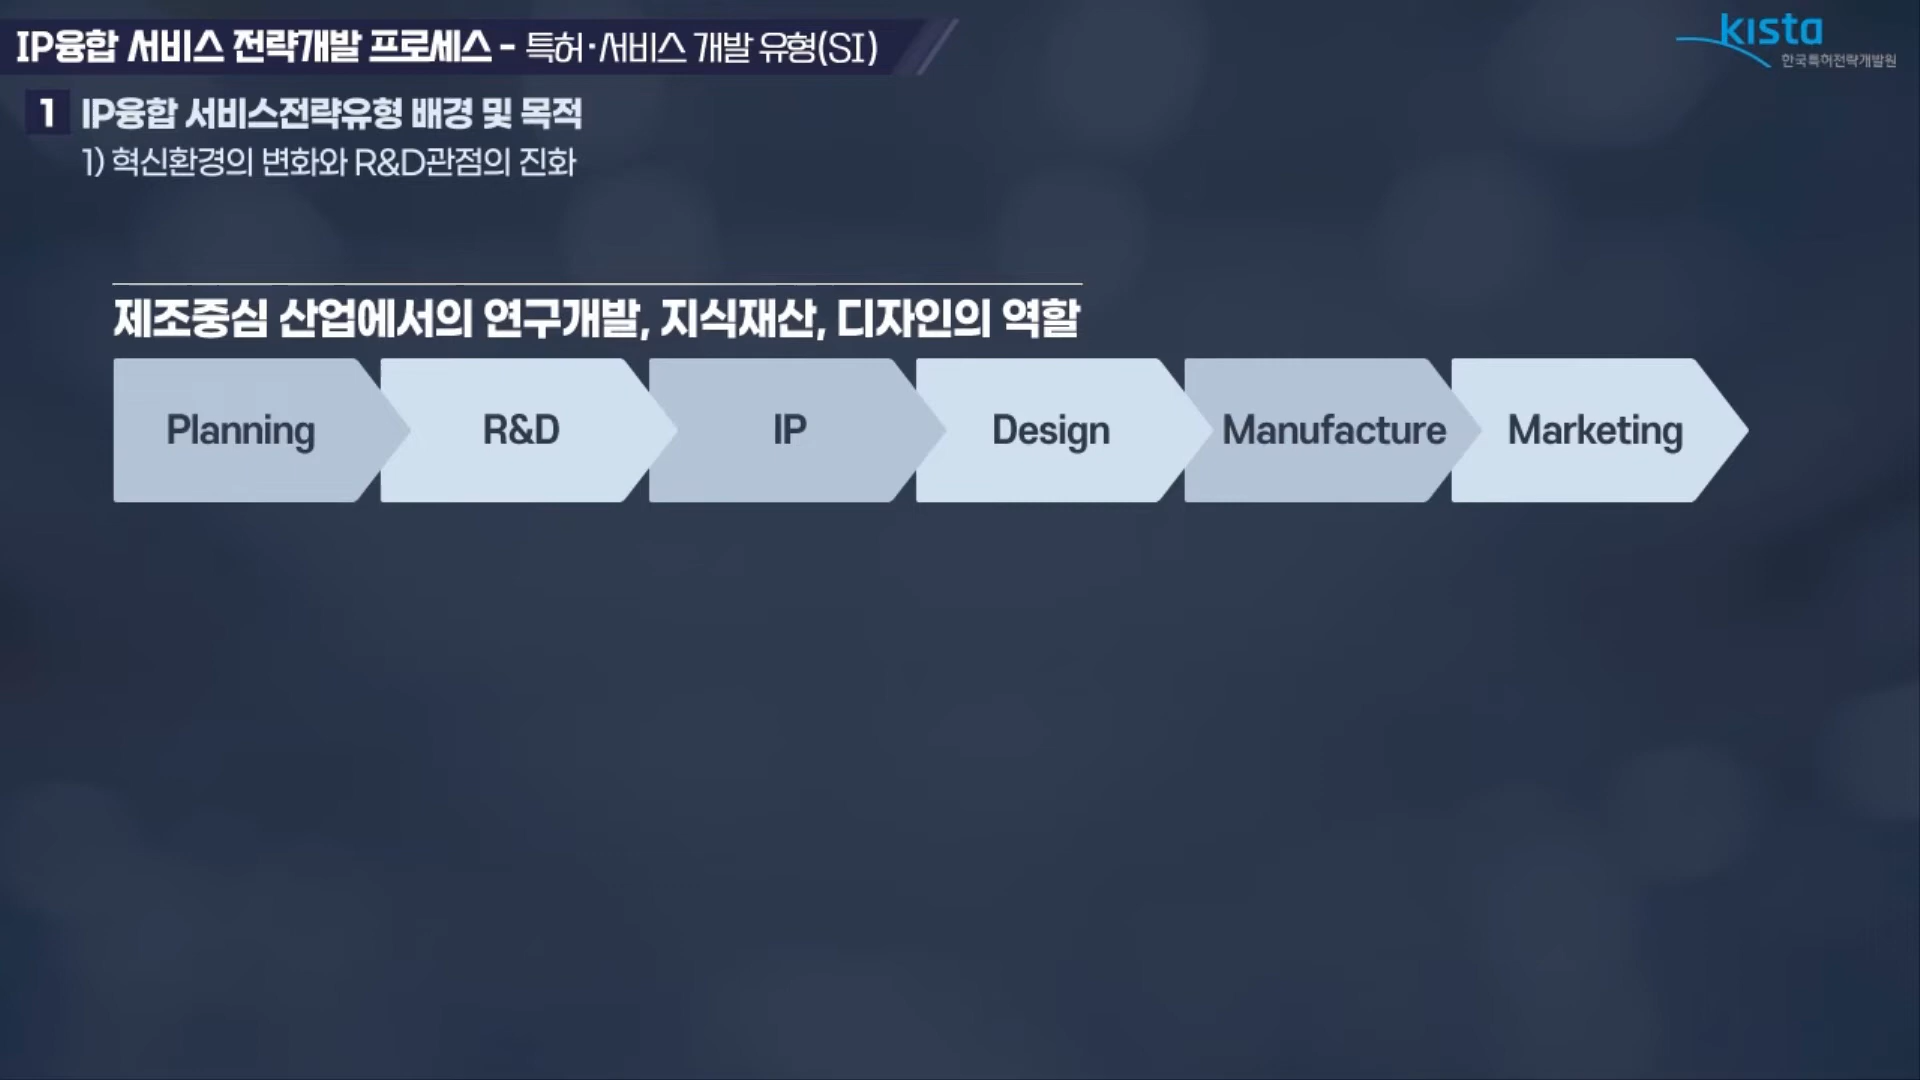 IP융합 서비스 전략개발 프로세스 - 특허·서비스 개발 유형(SI)
kista
한국특허전략개발원
1 IP융합 서비스전략유형 배경 및 목적
1) 혁신환경의 변화와 R&D관점의 진화
제조중심 산업에서의 연구개발, 지식재산, 디자인의 역할
Planning R&D IP Design Manufacture Marketing